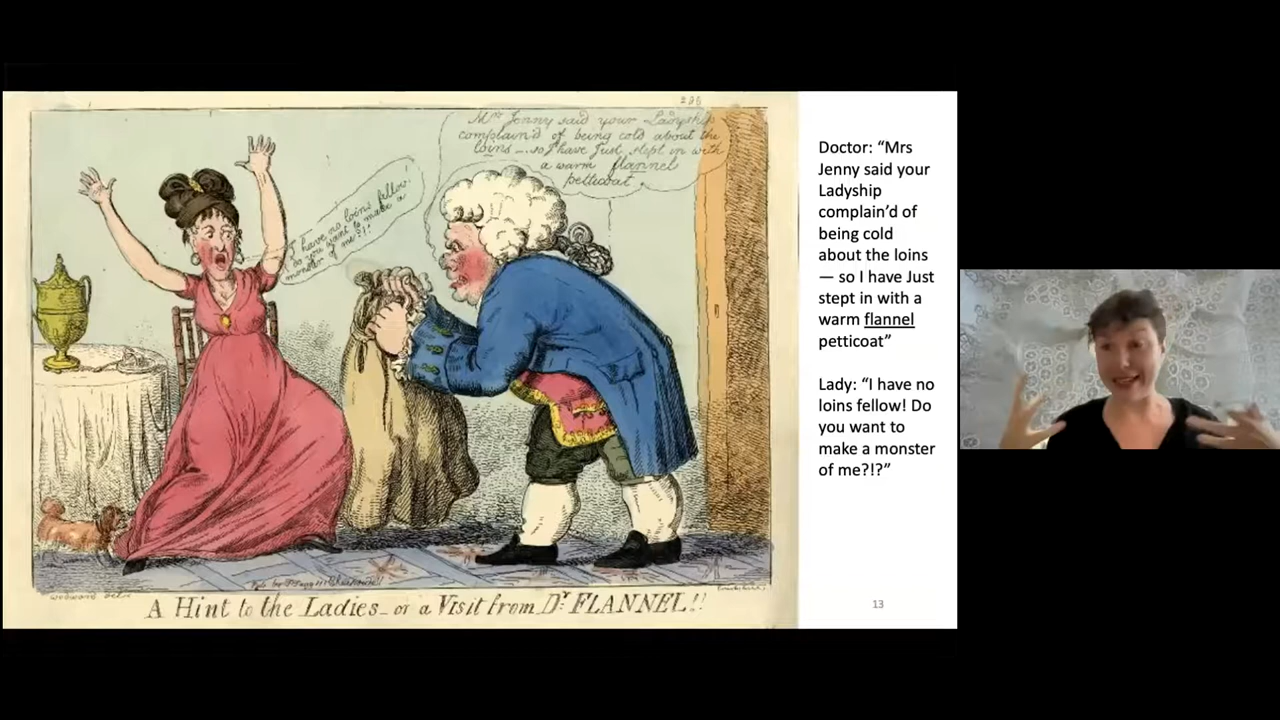 236
Mrs Jenny said your Ladyship
complain'd of being cold about the
loins — so I have Just stept in with
a warm flannel
petticoat.
I have no loins fellow!
do you want to make a
monster of me?!!
Woodward delt
A Hint to the Ladies — or a Visit from Dr. FLANNEL!!
Doctor: “Mrs
Jenny said your
Ladyship
complain’d of
being cold
about the loins
— so I have Just
stept in with a
warm flannel
petticoat”
Lady: “I have no
loins fellow! Do
you want to
make a monster
of me?!?”
13